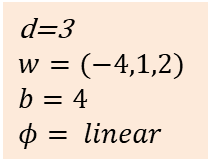 d=3
w = (−4,1,2)
b = 4
ϕ = linear